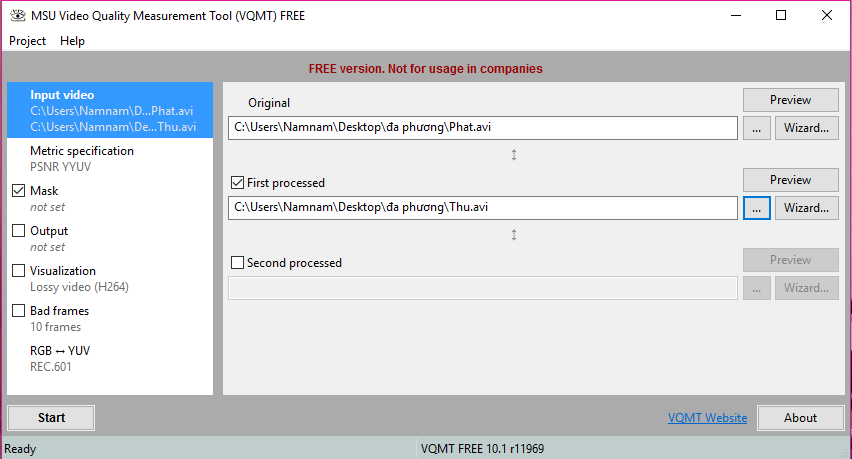 MSU Video Quality Measurement Tool (VQMT) FREE
Project Help
FREE version. Not for usage in companies
Input video
C:\Users\Namnam\D...Phat.avi
C:\Users\Namnam\De...Thu.avi
Metric specification
PSNR YYUV
Mask
not set
Output
not set
Visualization
Lossy video (H264)
Bad frames
10 frames
RGB ↔ YUV
REC.601
Original
Preview
C:\Users\Namnam\Desktop\đa phương\Phat.avi
... Wizard...
First processed
Preview
C:\Users\Namnam\Desktop\đa phương\Thu.avi
... Wizard...
Second processed
Preview
... Wizard...
Start
VQMT Website
About
Ready
VQMT FREE 10.1 r11969